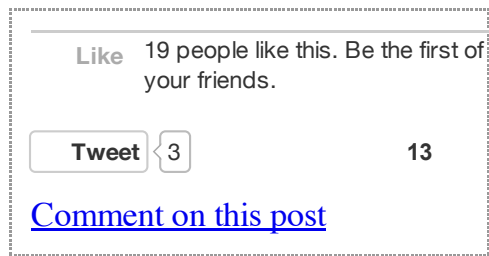 Like 19 people like this. Be the first of
your friends.
Tweet 3 13
Comment on this post